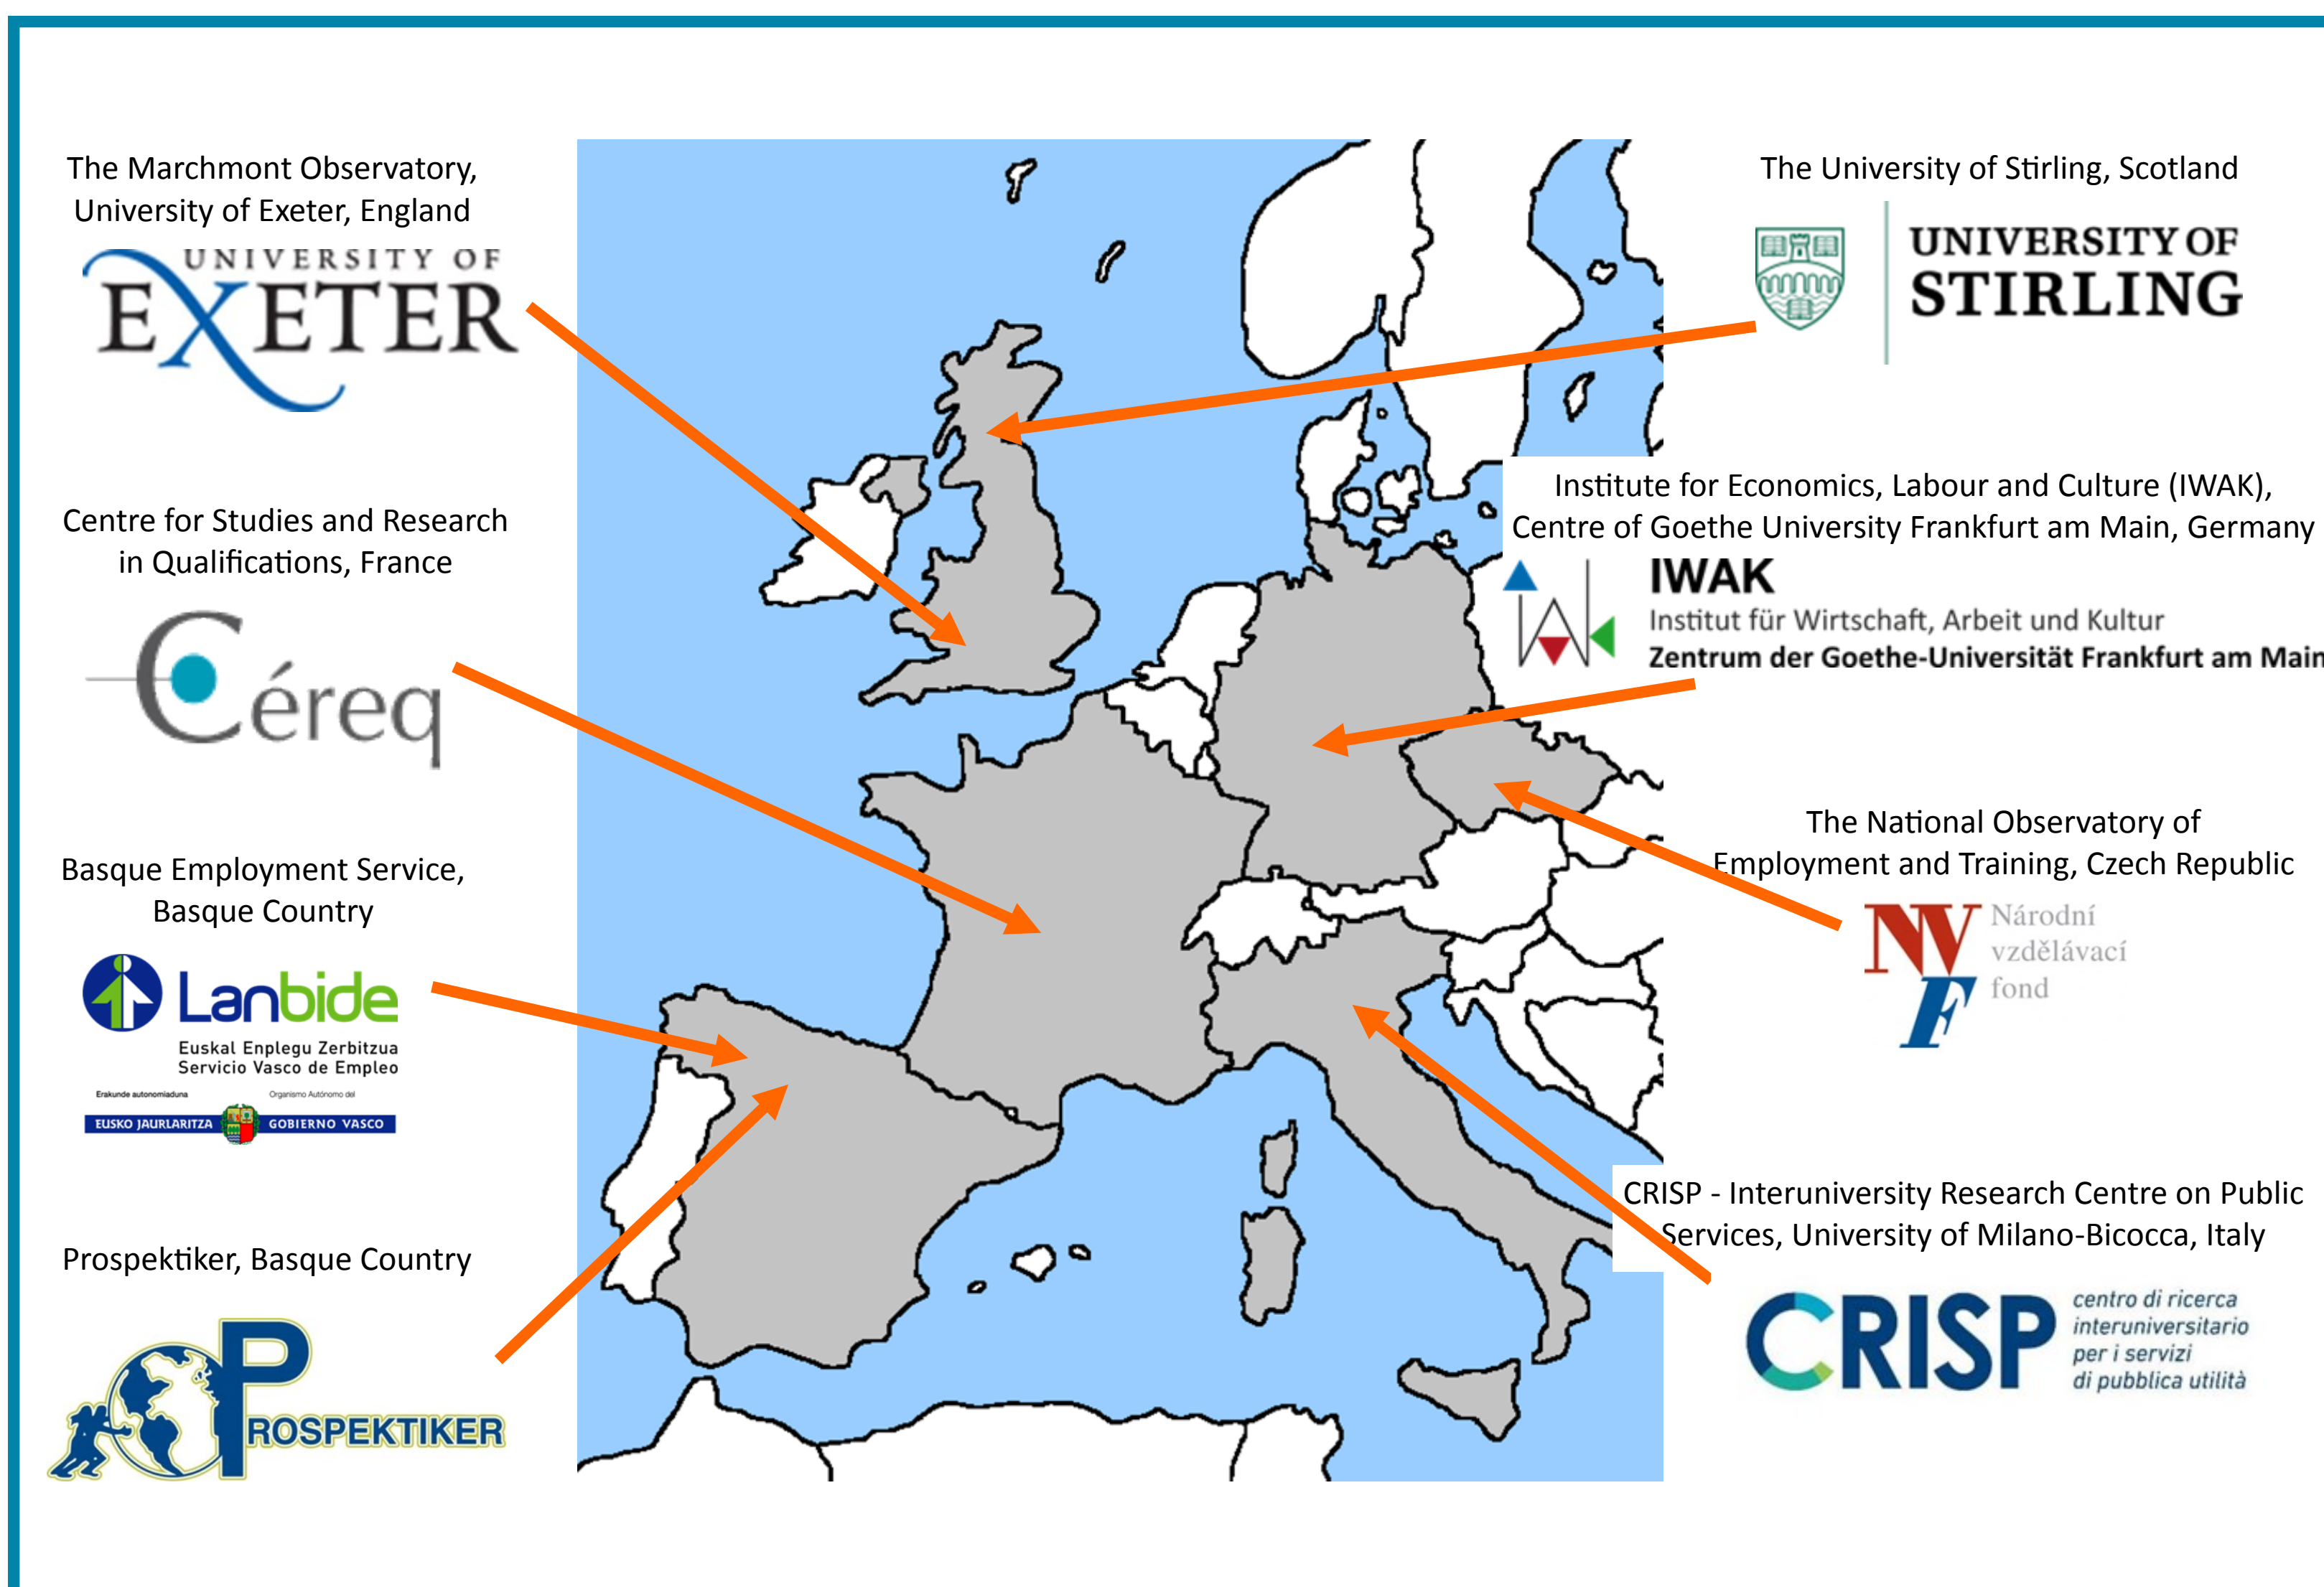 The Marchmont Observatory,
University of Exeter, England
UNIVERSITY OF
EXETER
Centre for Studies and Research
in Qualifications, France
Céreq
Basque Employment Service,
Basque Country
Lanbide
Euskal Enplegu Zerbitzua
Servicio Vasco de Empleo
Erakunde autonomiaduna
Organismo Autónomo del
EUSKO JAURLARITZA
GOBIERNO VASCO
Prospektiker, Basque Country
PROSPEKTIKER
The University of Stirling, Scotland
UNIVERSITY OF
STIRLING
Institute for Economics, Labour and Culture (IWAK),
Centre of Goethe University Frankfurt am Main, Germany
IWAK
Institut für Wirtschaft, Arbeit und Kultur
Zentrum der Goethe-Universität Frankfurt am Main
The National Observatory of
Employment and Training, Czech Republic
NVF
Národní
vzdělávací
fond
CRISP - Interuniversity Research Centre on Public
Services, University of Milano-Bicocca, Italy
CRISP
centro di ricerca
interuniversitario
per i servizi
di pubblica utilità